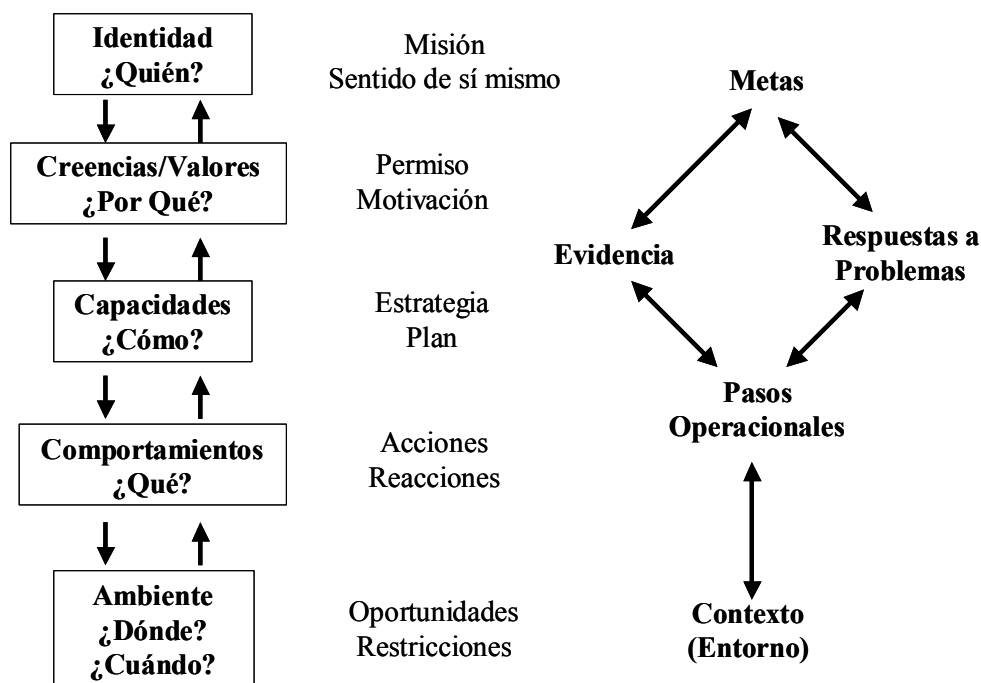 Identidad
¿Quién?
Misión
Sentido de sí mismo
Metas
Creencias/Valores
¿Por Qué?
Permiso
Motivación
Evidencia
Respuestas a
Problemas
Capacidades
¿Cómo?
Estrategia
Plan
Pasos
Operacionales
Comportamientos
¿Qué?
Acciones
Reacciones
Ambiente
¿Dónde?
¿Cuándo?
Oportunidades
Restricciones
Contexto
(Entorno)